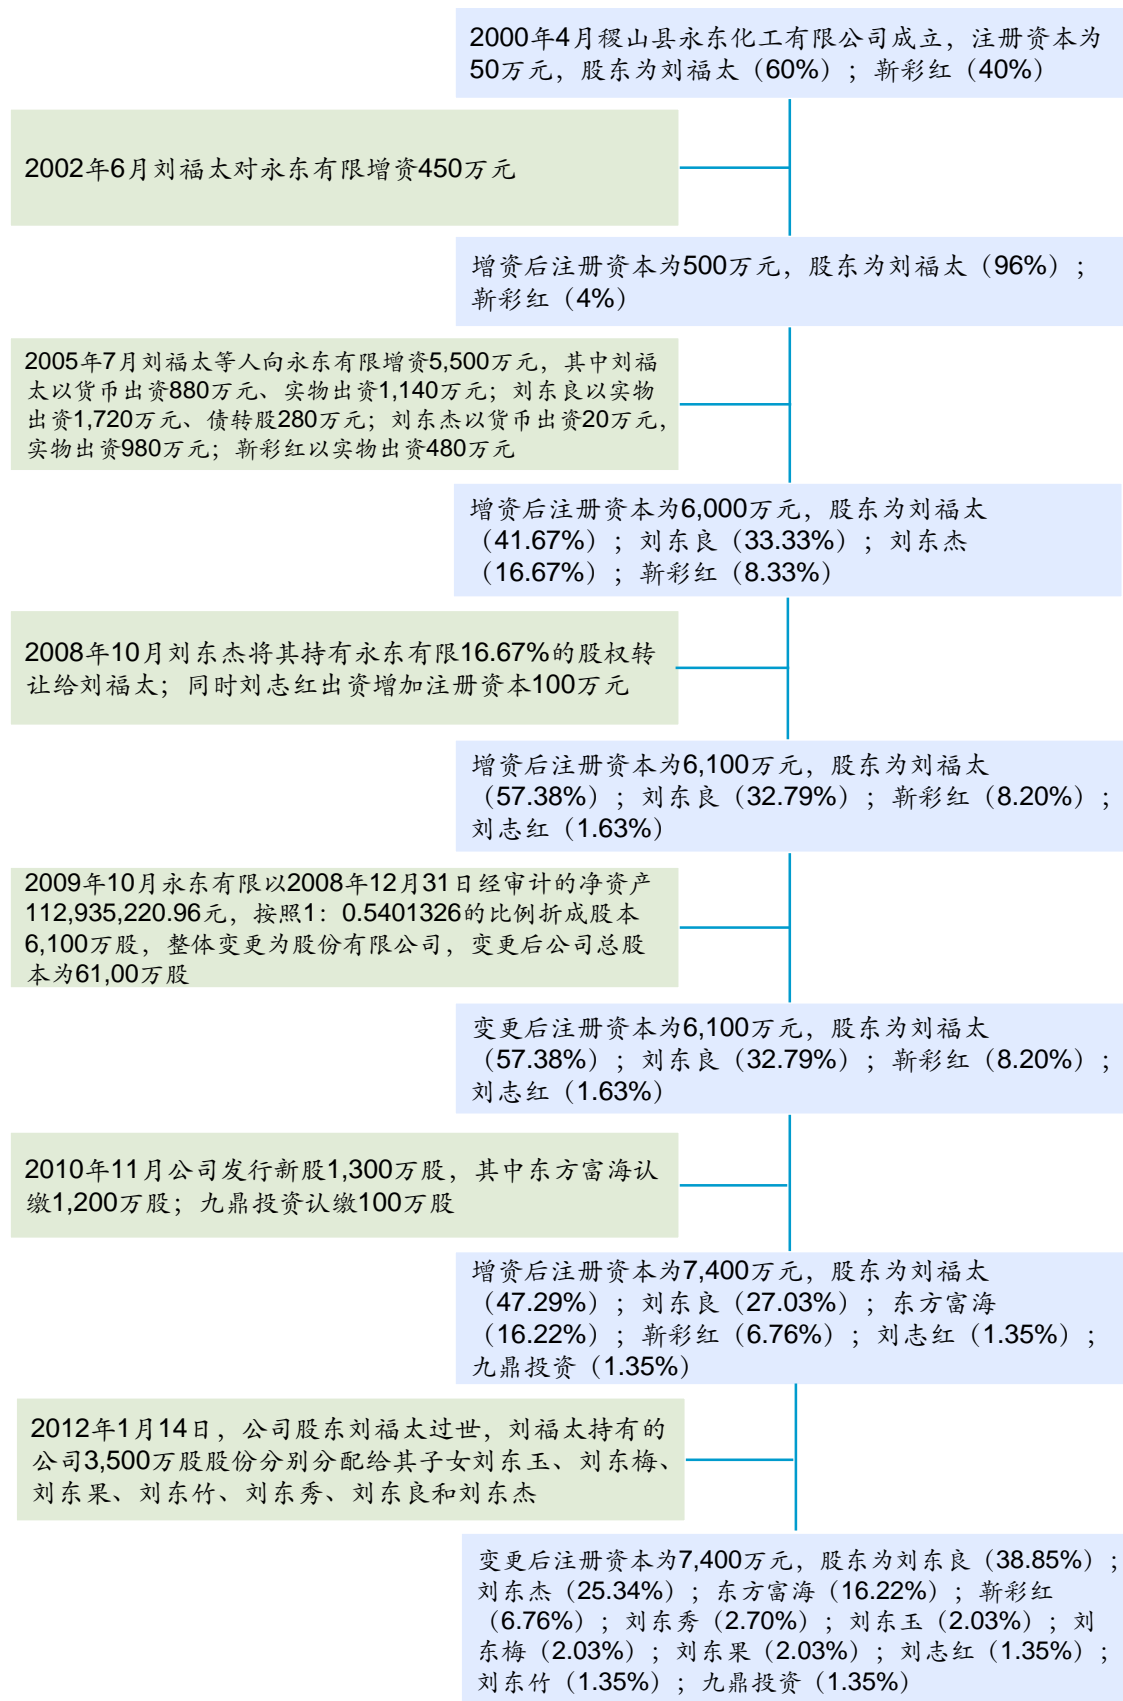 2000年4月稷山县永东化工有限公司成立，注册资本为
50万元，股东为刘福太（60%）；靳彩红（40%）
2002年6月刘福太对永东有限增资450万元
增资后注册资本为500万元，股东为刘福太（96%）；
靳彩红（4%）
2005年7月刘福太等人向永东有限增资5,500万元，其中刘福
太以货币出资880万元、实物出资1,140万元；刘东良以实物
出资1,720万元、债转股280万元；刘东杰以货币出资20万元，
实物出资980万元；靳彩红以实物出资480万元
增资后注册资本为6,000万元，股东为刘福太
（41.67%）；刘东良（33.33%）；刘东杰
（16.67%）；靳彩红（8.33%）
2008年10月刘东杰将其持有永东有限16.67%的股权转
让给刘福太；同时刘志红出资增加注册资本100万元
增资后注册资本为6,100万元，股东为刘福太
（57.38%）；刘东良（32.79%）；靳彩红（8.20%）；
刘志红（1.63%）
2009年10月永东有限以2008年12月31日经审计的净资产
112,935,220.96元，按照1：0.5401326的比例折成股本
6,100万股，整体变更为股份有限公司，变更后公司总股
本为61,00万股
变更后注册资本为6,100万元，股东为刘福太
（57.38%）；刘东良（32.79%）；靳彩红（8.20%）；
刘志红（1.63%）
2010年11月公司发行新股1,300万股，其中东方富海认
缴1,200万股；九鼎投资认缴100万股
增资后注册资本为7,400万元，股东为刘福太
（47.29%）；刘东良（27.03%）；东方富海
（16.22%）；靳彩红（6.76%）；刘志红（1.35%）；
九鼎投资（1.35%）
2012年1月14日，公司股东刘福太过世，刘福太持有的
公司3,500万股股份分别分配给其子女刘东玉、刘东梅、
刘东果、刘东竹、刘东秀、刘东良和刘东杰
变更后注册资本为7,400万元，股东为刘东良（38.85%）；
刘东杰（25.34%）；东方富海（16.22%）；靳彩红
（6.76%）；刘东秀（2.70%）；刘东玉（2.03%）；刘
东梅（2.03%）；刘东果（2.03%）；刘志红（1.35%）；
刘东竹（1.35%）；九鼎投资（1.35%）